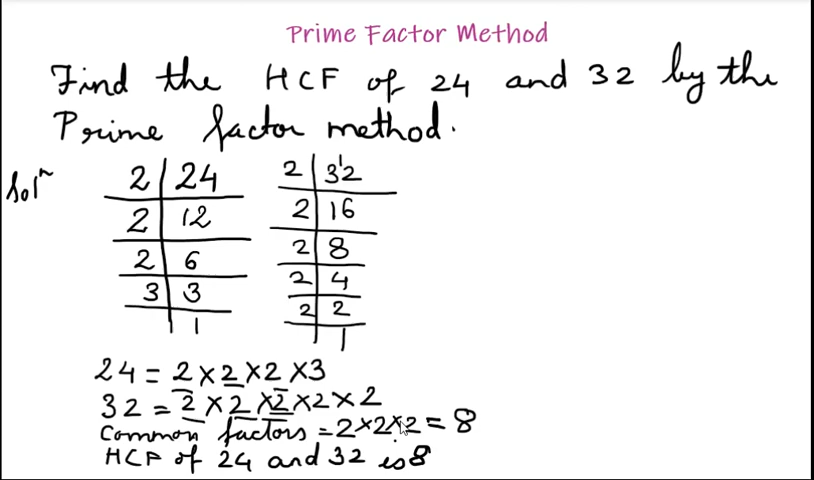 Prime Factor Method
Find the HCF of 24 and 32 by the
Prime factor method.
Solⁿ
2 | 24
2 | 12
2 | 6
3 | 3
| 1
2 | 32
2 | 16
2 | 8
2 | 4
2 | 2
| 1
24 = 2 × 2 × 2 × 3
32 = 2 × 2 × 2 × 2 × 2
Common factors = 2 × 2 × 2 = 8
HCF of 24 and 32 is 8